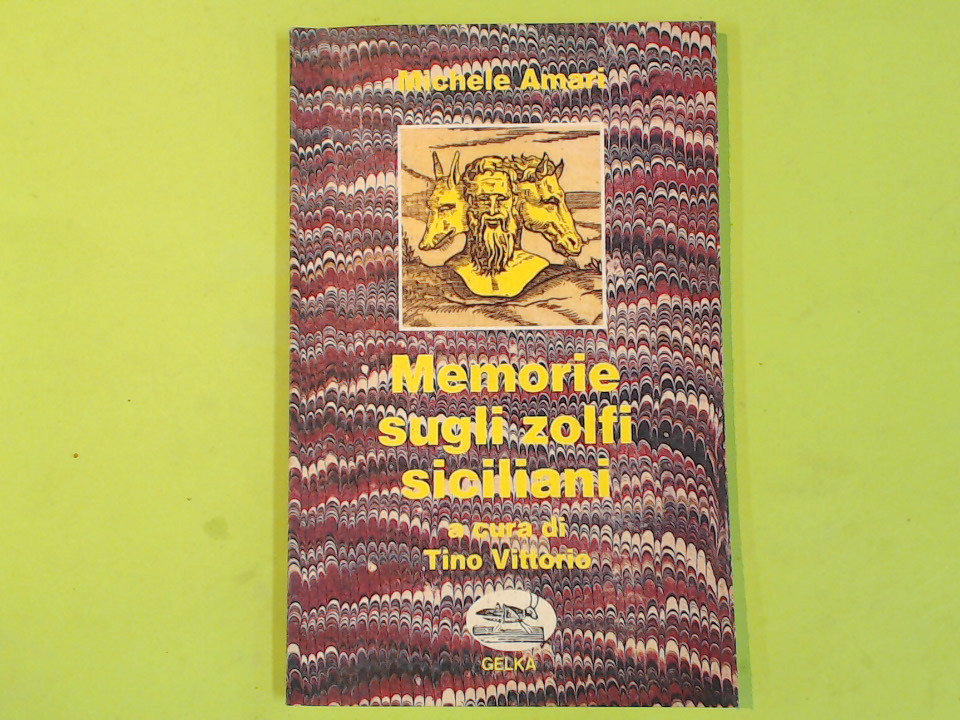 Michele Amari
Memorie
sugli zolfi
siciliani
a cura di
Tino Vittorio
GELKA